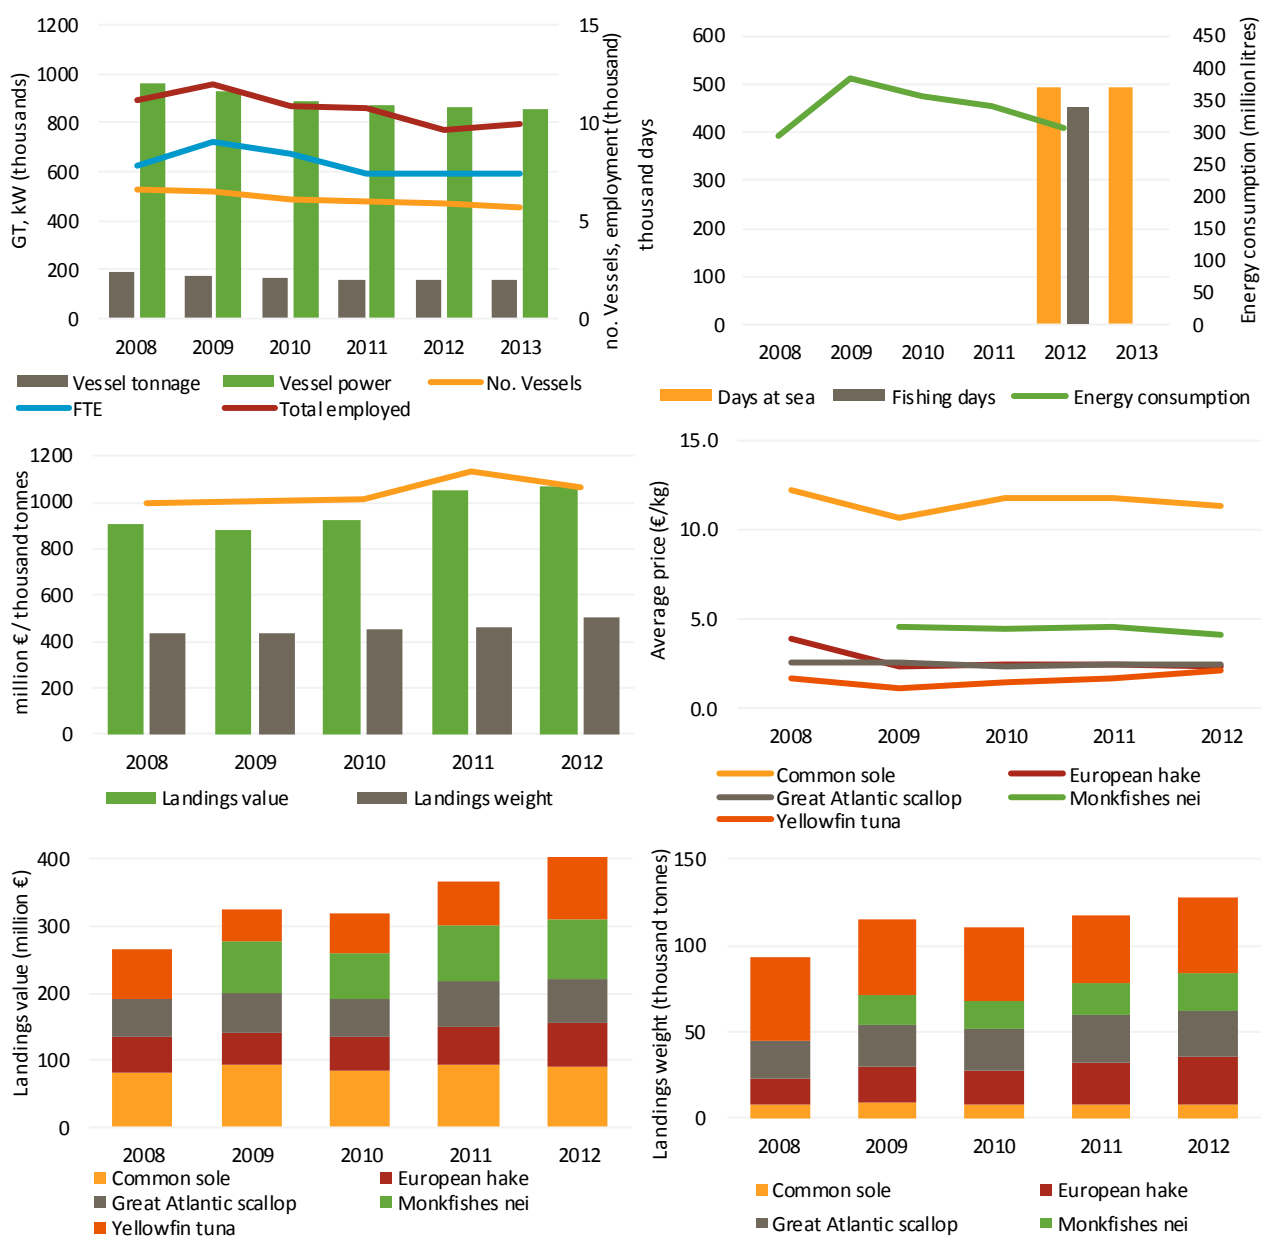 GT, kW (thousands)
1200
1000
800
600
400
200
0
15
10
5
0
no. Vessels, employment (thousand)
2008 2009 2010 2011 2012 2013
Vessel tonnage Vessel power No. Vessels
FTE Total employed
thousand days
600
500
400
300
200
100
0
450
400
350
300
250
200
150
100
50
0
Energy consumption (million litres)
2008 2009 2010 2011 2012 2013
Days at sea Fishing days Energy consumption
million € / thousand tonnes
1200
1000
800
600
400
200
0
2008 2009 2010 2011 2012
Landings value Landings weight
Average price (€/kg)
15.0
10.0
5.0
0.0
2008 2009 2010 2011 2012
Common sole European hake
Great Atlantic scallop Monkfishes nei
Yellowfin tuna
Landings value (million €)
400
300
200
100
0
2008 2009 2010 2011 2012
Common sole European hake
Great Atlantic scallop Monkfishes nei
Yellowfin tuna
Landings weight (thousand tonnes)
150
100
50
0
2008 2009 2010 2011 2012
Common sole European hake
Great Atlantic scallop Monkfishes nei